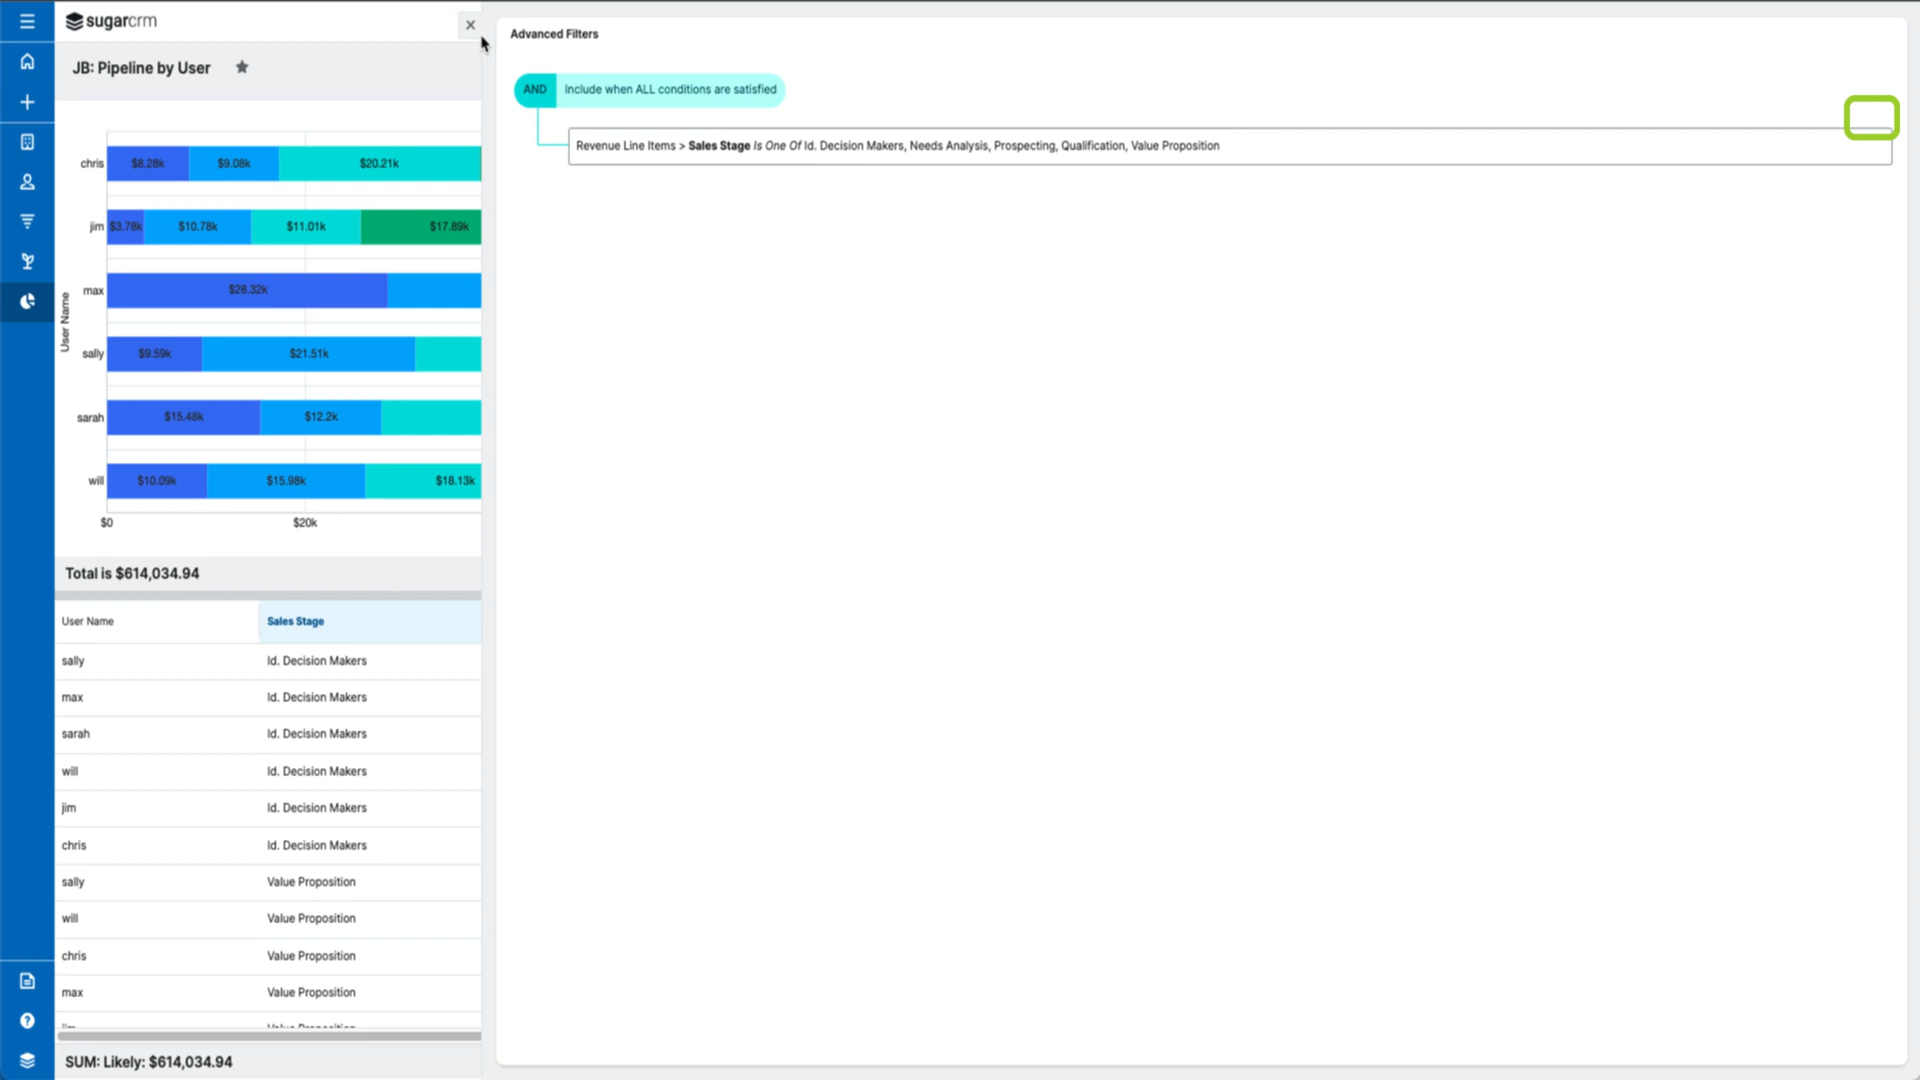 sugarcrm
JB: Pipeline by User
User Name
chris
$8.28k
$9.08k
$20.21k
jim
$3.78k
$10.78k
$11.01k
$17.89k
max
$28.32k
sally
$9.59k
$21.51k
sarah
$15.48k
$12.2k
will
$10.09k
$15.98k
$18.13k
$0
$20k
Total is $614,034.94
User Name
Sales Stage
sally
Id. Decision Makers
max
Id. Decision Makers
sarah
Id. Decision Makers
will
Id. Decision Makers
jim
Id. Decision Makers
chris
Id. Decision Makers
sally
Value Proposition
will
Value Proposition
chris
Value Proposition
max
Value Proposition
jim
Value Proposition
SUM: Likely: $614,034.94
Advanced Filters
AND
Include when ALL conditions are satisfied
Revenue Line Items > Sales Stage Is One Of Id. Decision Makers, Needs Analysis, Prospecting, Qualification, Value Proposition